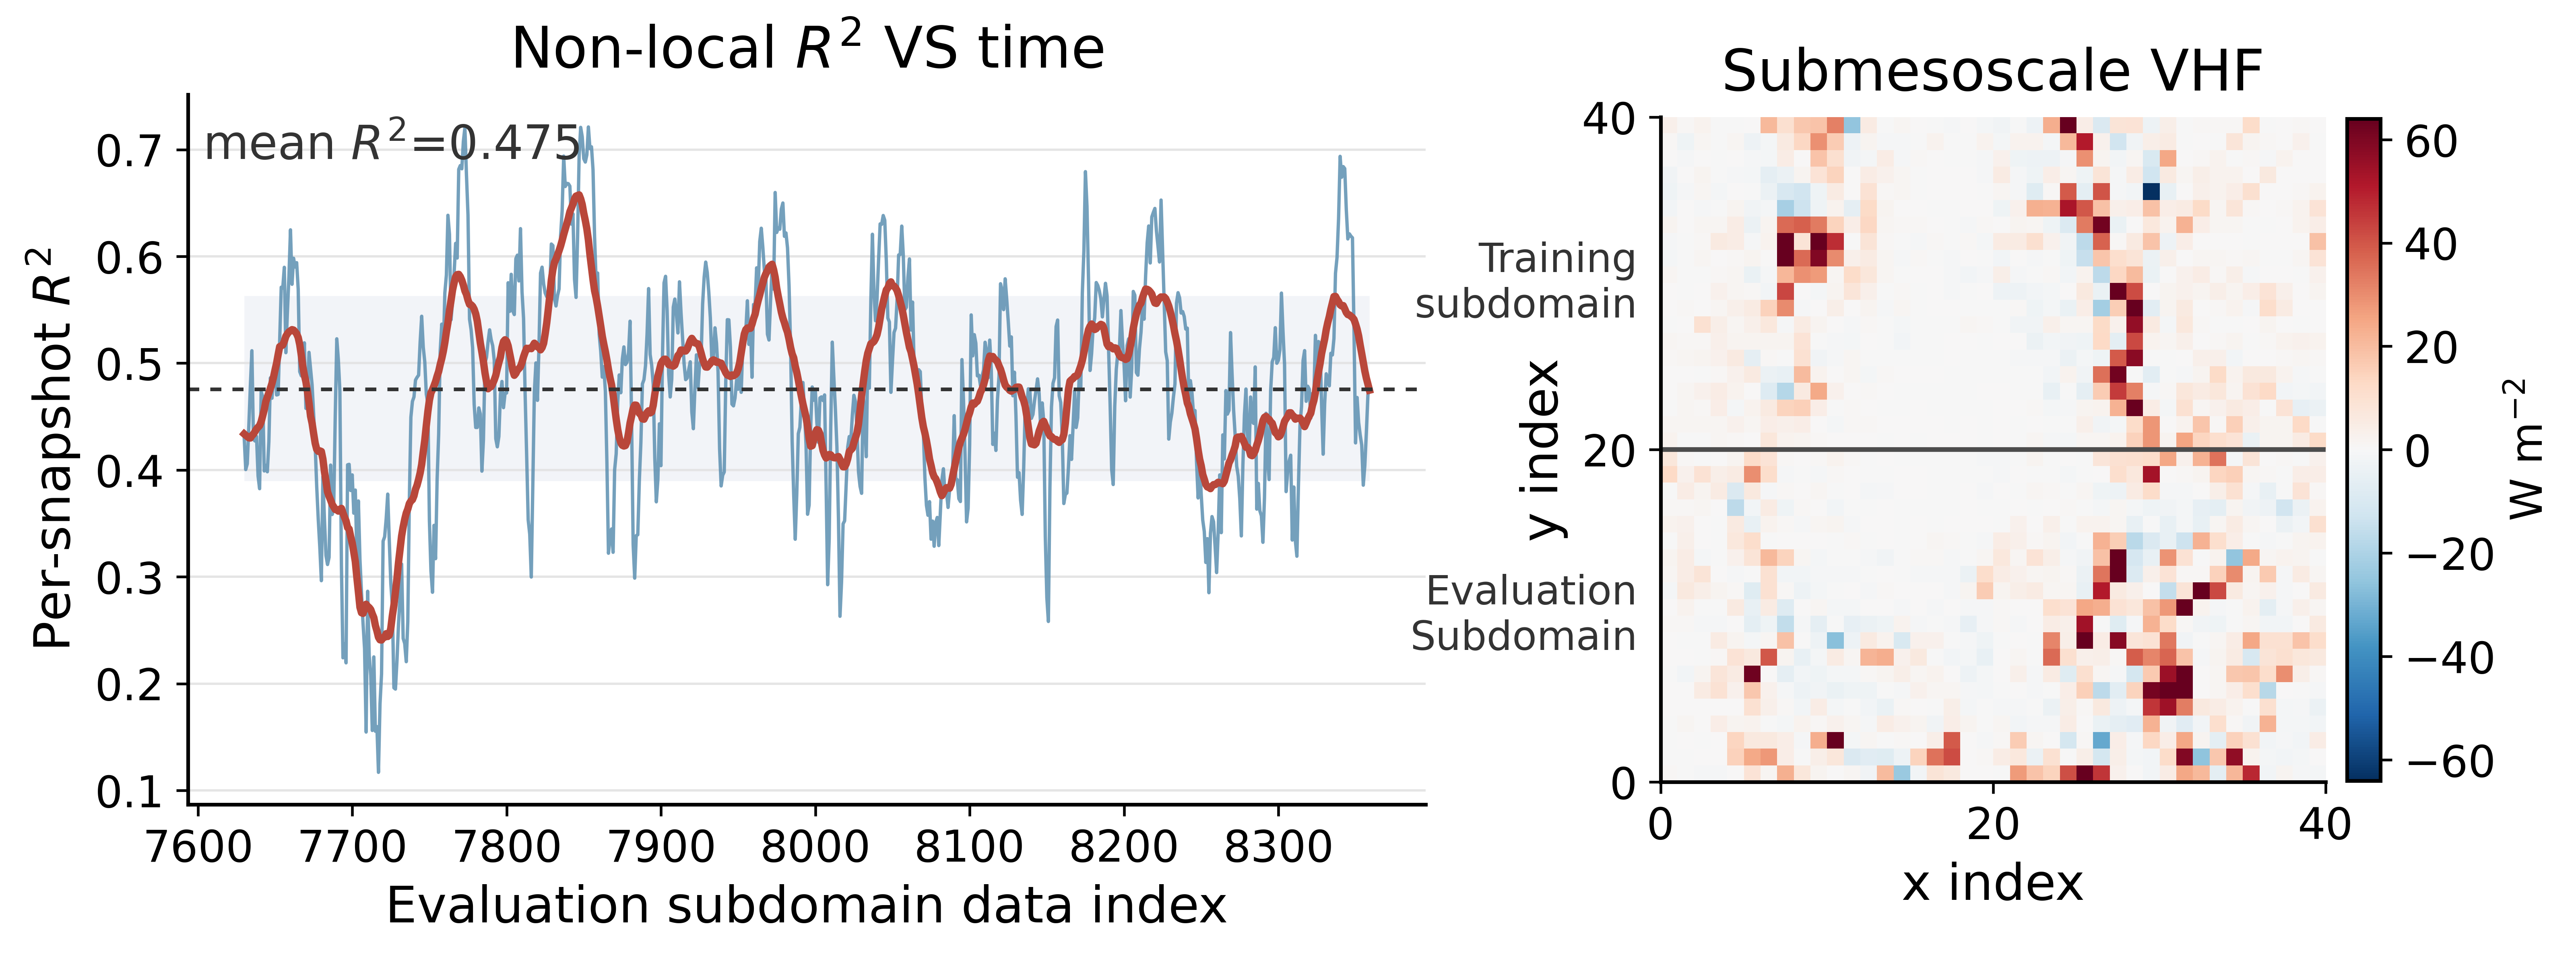 Non-local R² VS time
mean R²=0.475
Per-snapshot R²
0.7
0.6
0.5
0.4
0.3
0.2
0.1
7600 7700 7800 7900 8000 8100 8200 8300
Evaluation subdomain data index
Submesoscale VHF
Training
subdomain
Evaluation
Subdomain
y index
40
20
0
0 20 40
x index
60
40
20
0
−20
−40
−60
W m⁻²